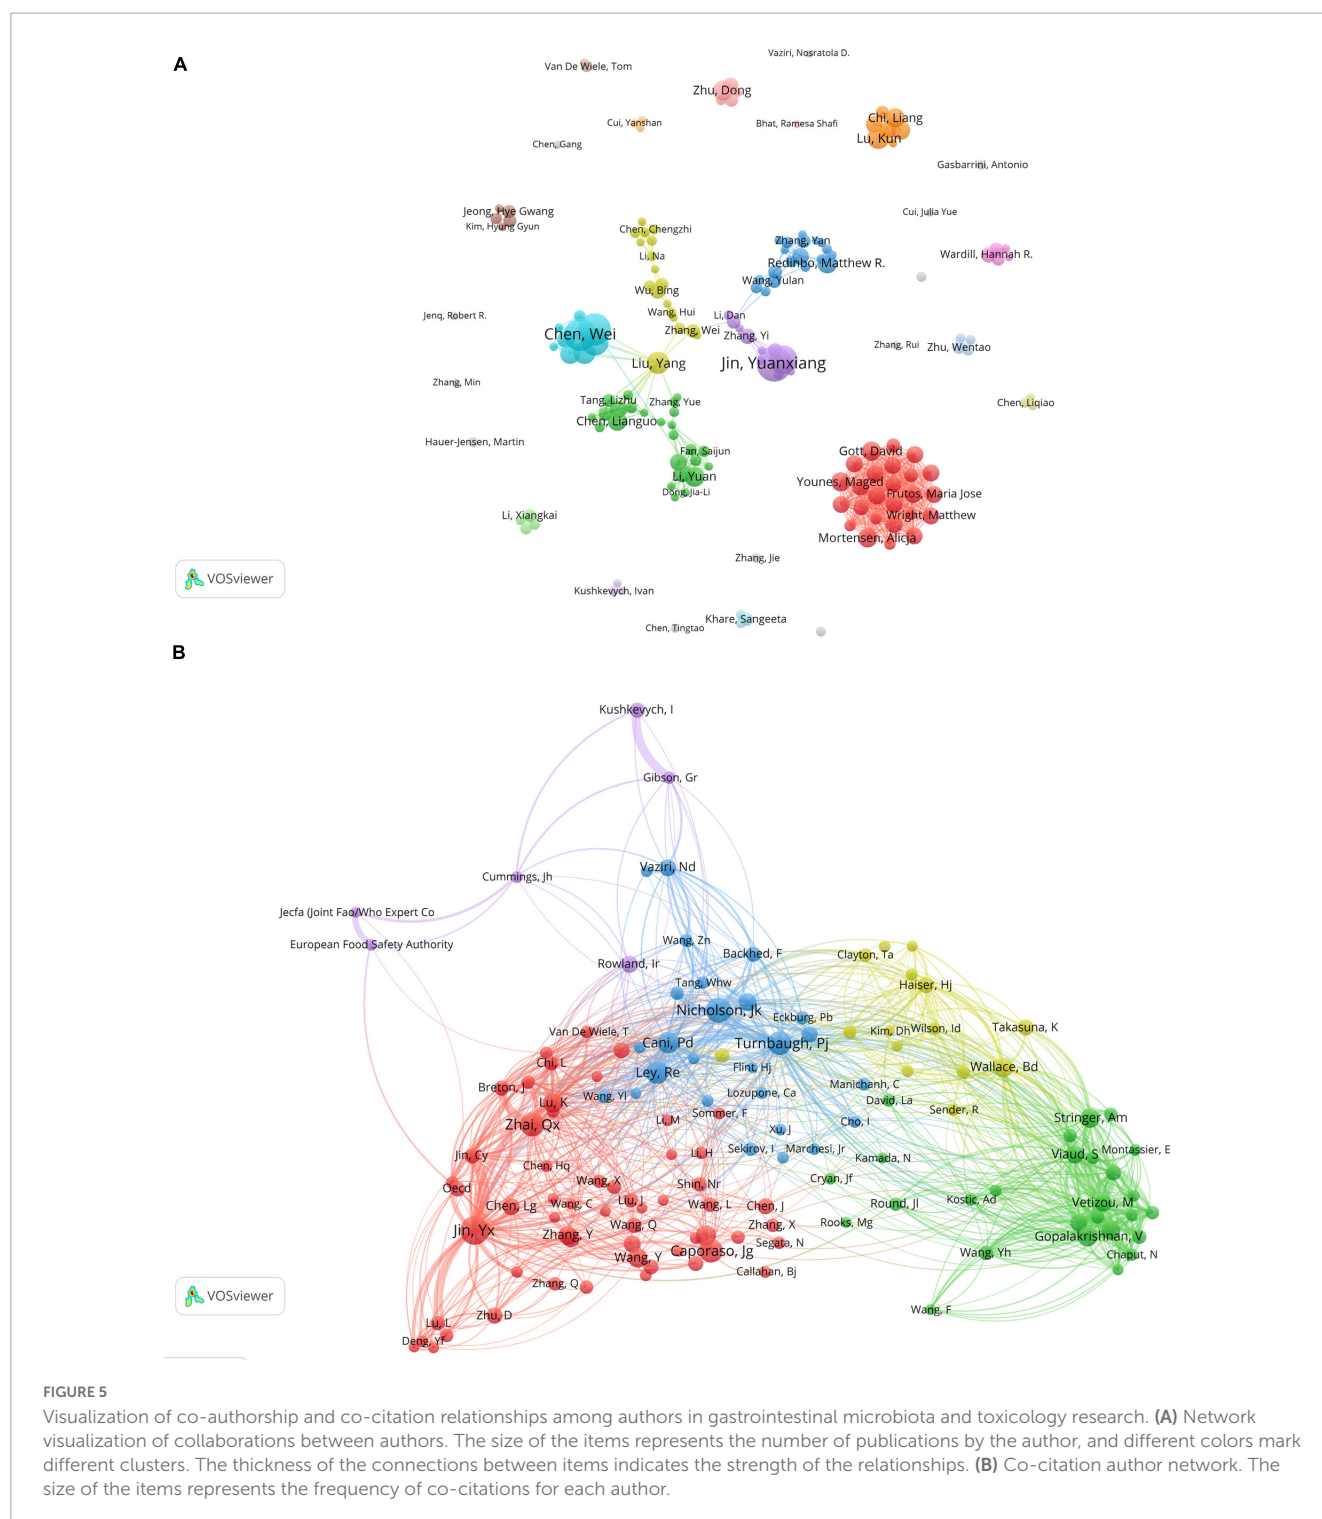 A
Vaziri, Nosratola D.
Van De Wiele, Tom
Zhu, Dong
Cui, Yanshan
Bhat, Ramesa Shafi
Chi, Liang
Lu, Kun
Chen, Gang
Gasbarrini, Antonio
Jeong, Hye Gwang
Kim, Hyung Gyun
Cui, Julia Yue
Chen, Chengzhi
Zhang, Yan
Li, Na
Redinbo, Matthew R.
Wardill, Hannah R.
Wang, Yulan
Wu, Bing
Wang, Hui
Li, Dan
Jenq, Robert R.
Chen, Wei
Zhang, Wei
Zhang, Yi
Zhang, Rui
Zhu, Wentao
Liu, Yang
Jin, Yuanxiang
Zhang, Min
Tang, Lizhu
Zhang, Yue
Chen, Liqiao
Chen, Lianguo
Hauer-Jensen, Martin
Fan, Saijun
Gott, David
Li, Yuan
Younes, Maged
Dong, Jia-Li
Frutos, Maria Jose
Li, Xiangkai
Wright, Matthew
Mortensen, Alicja
Zhang, Jie
VOSviewer
Kushkevych, Ivan
Chen, Tingtao
Khare, Sangeeta
B
Kushkevych, I
Gibson, Gr
Vaziri, Nd
Cummings, Jh
Jecfa (Joint Fao/Who Expert Co
European Food Safety Authority
Wang, Zn
Backhed, F
Clayton, Ta
Rowland, Ir
Tang, Whw
Haiser, Hj
Nicholson, Jk
Eckburg, Pb
Van De Wiele, T
Kim, Dh
Wilson, Id
Takasuna, K
Cani, Pd
Turnbaugh, Pj
Chi, L
Flint, Hj
Wallace, Bd
Ley, Re
Breton, J
Manichanh, C
Lu, K
Wang, Yl
Lozupone, Ca
David, La
Sender, R
Zhai, Qx
Li, M
Sommer, F
Xu, J
Cho, I
Stringer, Am
Jin, Cy
Li, H
Sekirov, I
Marchesi, Jr
Kamada, N
Viaud, S
Montassier, E
Chen, Hq
Oecd
Wang, X
Shin, Nr
Cryan, Jf
Chen, Lg
Wang, C
Liu, J
Wang, L
Chen, J
Round, Jl
Kostic, Ad
Vetizou, M
Jin, Yx
Zhang, Y
Wang, Q
Zhang, X
Rooks, Mg
Segata, N
Gopalakrishnan, V
Wang, Y
Caporaso, Jg
Wang, Yh
Chaput, N
Zhang, Q
Callahan, Bj
VOSviewer
Zhu, D
Wang, F
Lu, L
Deng, Yf
FIGURE 5
Visualization of co-authorship and co-citation relationships among authors in gastrointestinal microbiota and toxicology research. (A) Network
visualization of collaborations between authors. The size of the items represents the number of publications by the author, and different colors mark
different clusters. The thickness of the connections between items indicates the strength of the relationships. (B) Co-citation author network. The
size of the items represents the frequency of co-citations for each author.